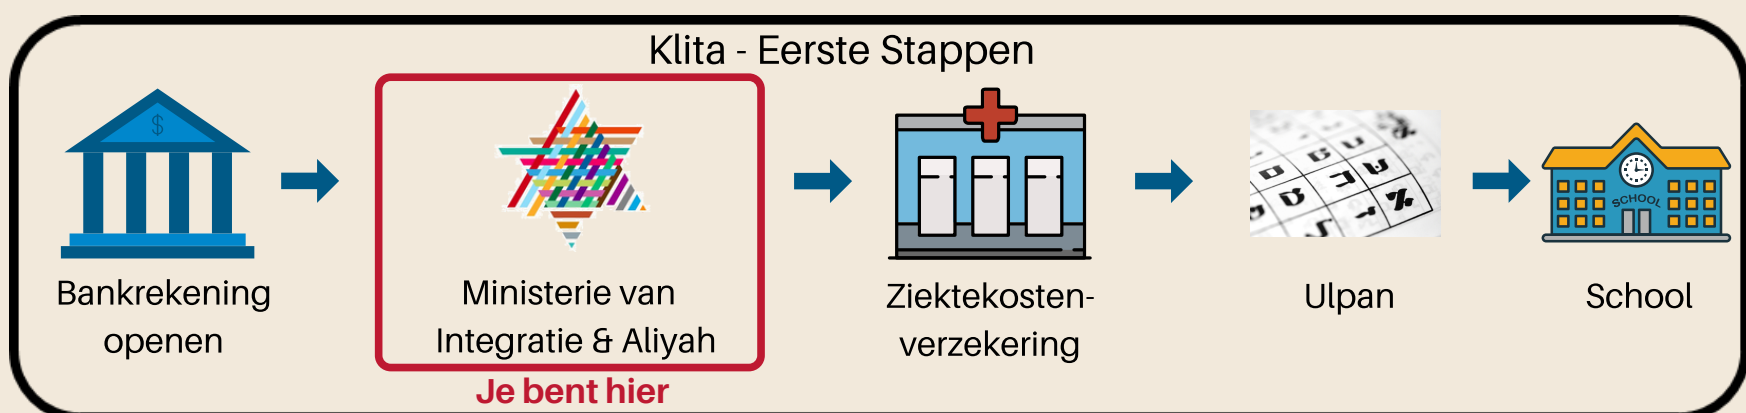 Klita - Eerste Stappen
$
SCHOOL
Bankrekening
openen
Ministerie van
Integratie & Aliyah
Je bent hier
Ziektekosten-
verzekering
Ulpan
School